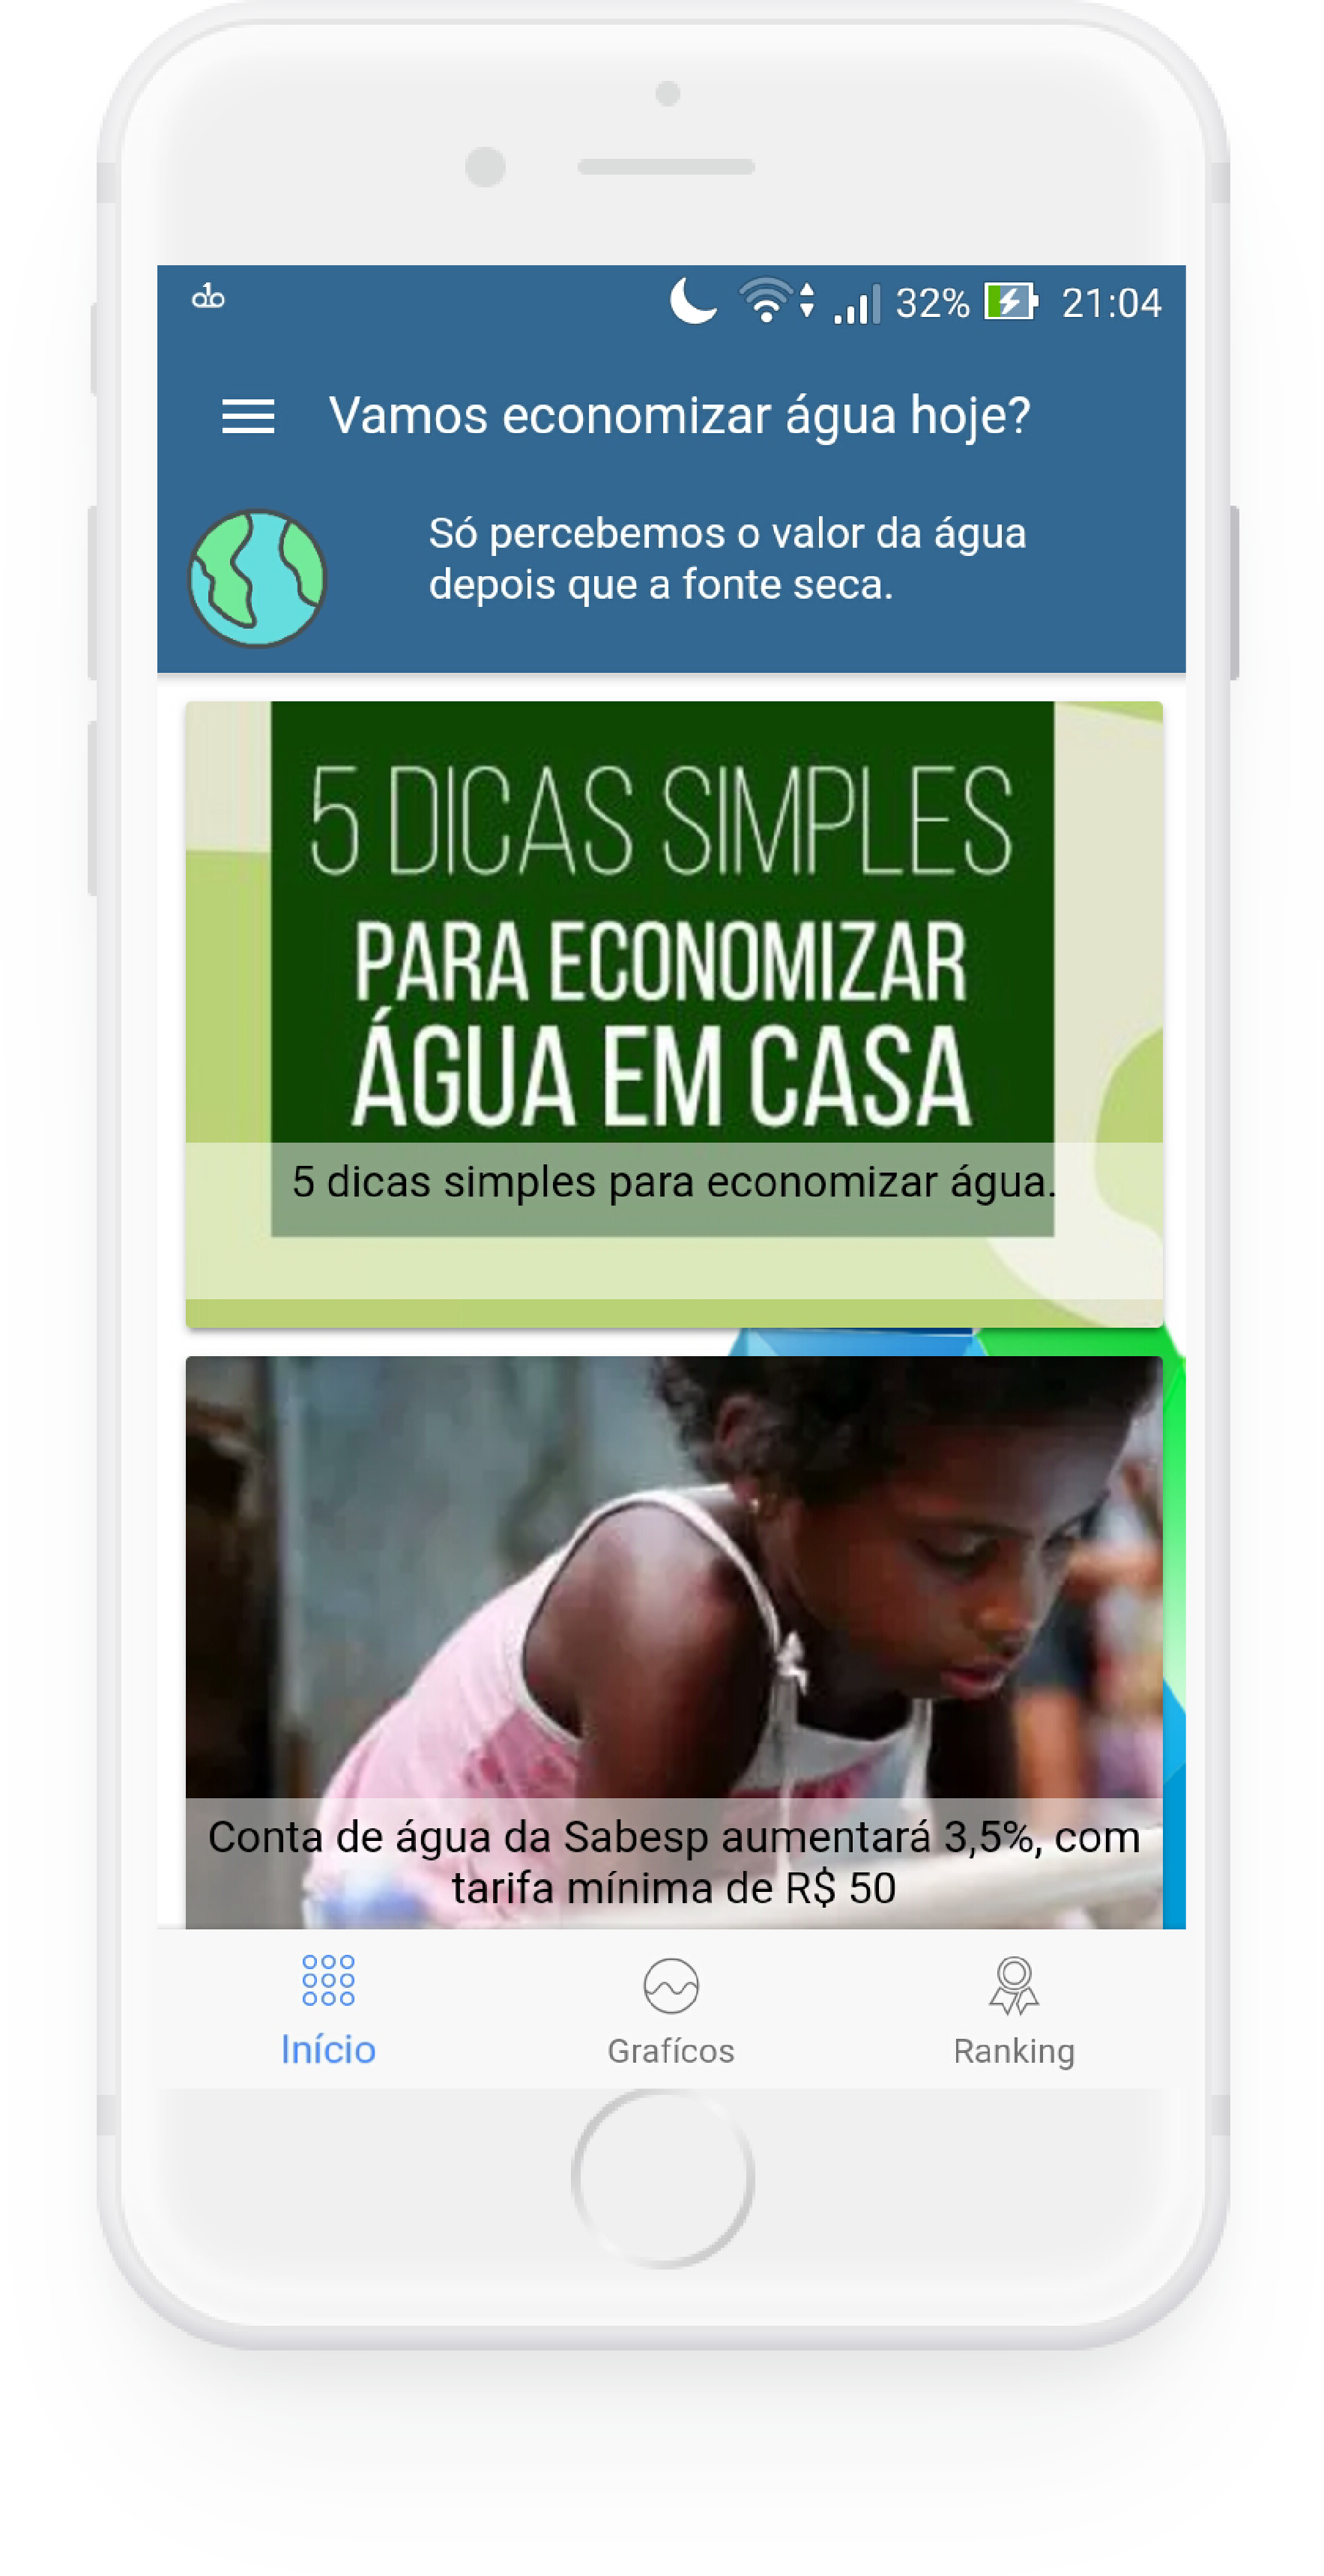 32% 21:04
Vamos economizar água hoje?
Só percebemos o valor da água
depois que a fonte seca.
5 DICAS SIMPLES
PARA ECONOMIZAR
ÁGUA EM CASA
5 dicas simples para economizar água.
Conta de água da Sabesp aumentará 3,5%, com
tarifa mínima de R$ 50
Início
Grafícos
Ranking